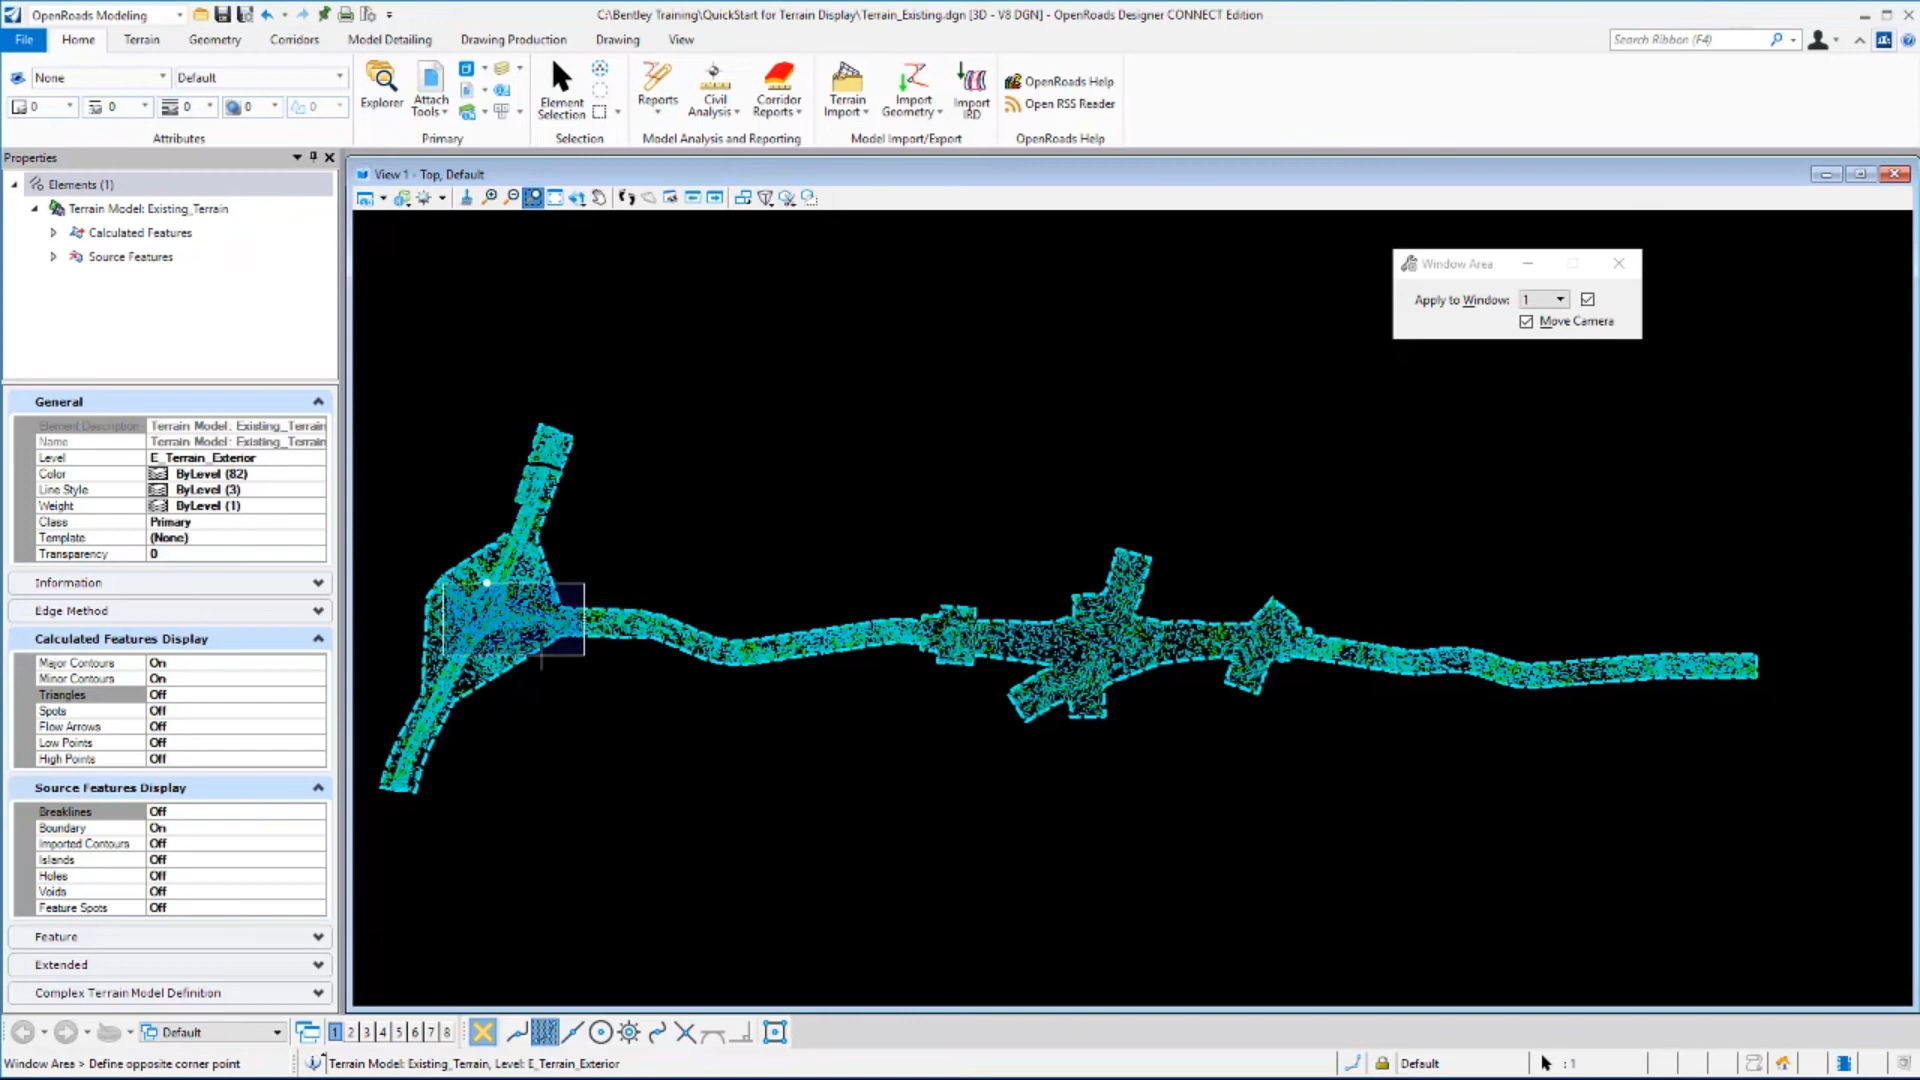 OpenRoads Modeling
C:\Bentley Training\QuickStart for Terrain Display\Terrain_Existing.dgn [3D - V8 DGN] - OpenRoads Designer CONNECT Edition
File Home Terrain Geometry Corridors Model Detailing Drawing Production Drawing View
Search Ribbon (F4)
None Default
0 0 0 0 0
Attributes
Explorer
Attach Tools
Primary
Element Selection
Selection
Reports
Civil Analysis
Corridor Reports
Model Analysis and Reporting
Terrain Import
Import Geometry
Import IRD
Model Import/Export
OpenRoads Help
Open RSS Reader
OpenRoads Help
Properties
Elements (1)
Terrain Model: Existing_Terrain
Calculated Features
Source Features
View 1 - Top, Default
Window Area
Apply to Window: 1
Move Camera
General
Element Description Terrain Model: Existing_Terrain
Name Terrain Model: Existing_Terrain
Level E_Terrain_Exterior
Color ByLevel (82)
Line Style ByLevel (3)
Weight ByLevel (1)
Class Primary
Template (None)
Transparency 0
Information
Edge Method
Calculated Features Display
Major Contours On
Minor Contours On
Triangles Off
Spots Off
Flow Arrows Off
Low Points Off
High Points Off
Source Features Display
Breaklines Off
Boundary On
Imported Contours Off
Islands Off
Holes Off
Voids Off
Feature Spots Off
Feature
Extended
Complex Terrain Model Definition
Default
1 2 3 4 5 6 7 8
Window Area > Define opposite corner point
Terrain Model: Existing_Terrain, Level: E_Terrain_Exterior
Default
: 1